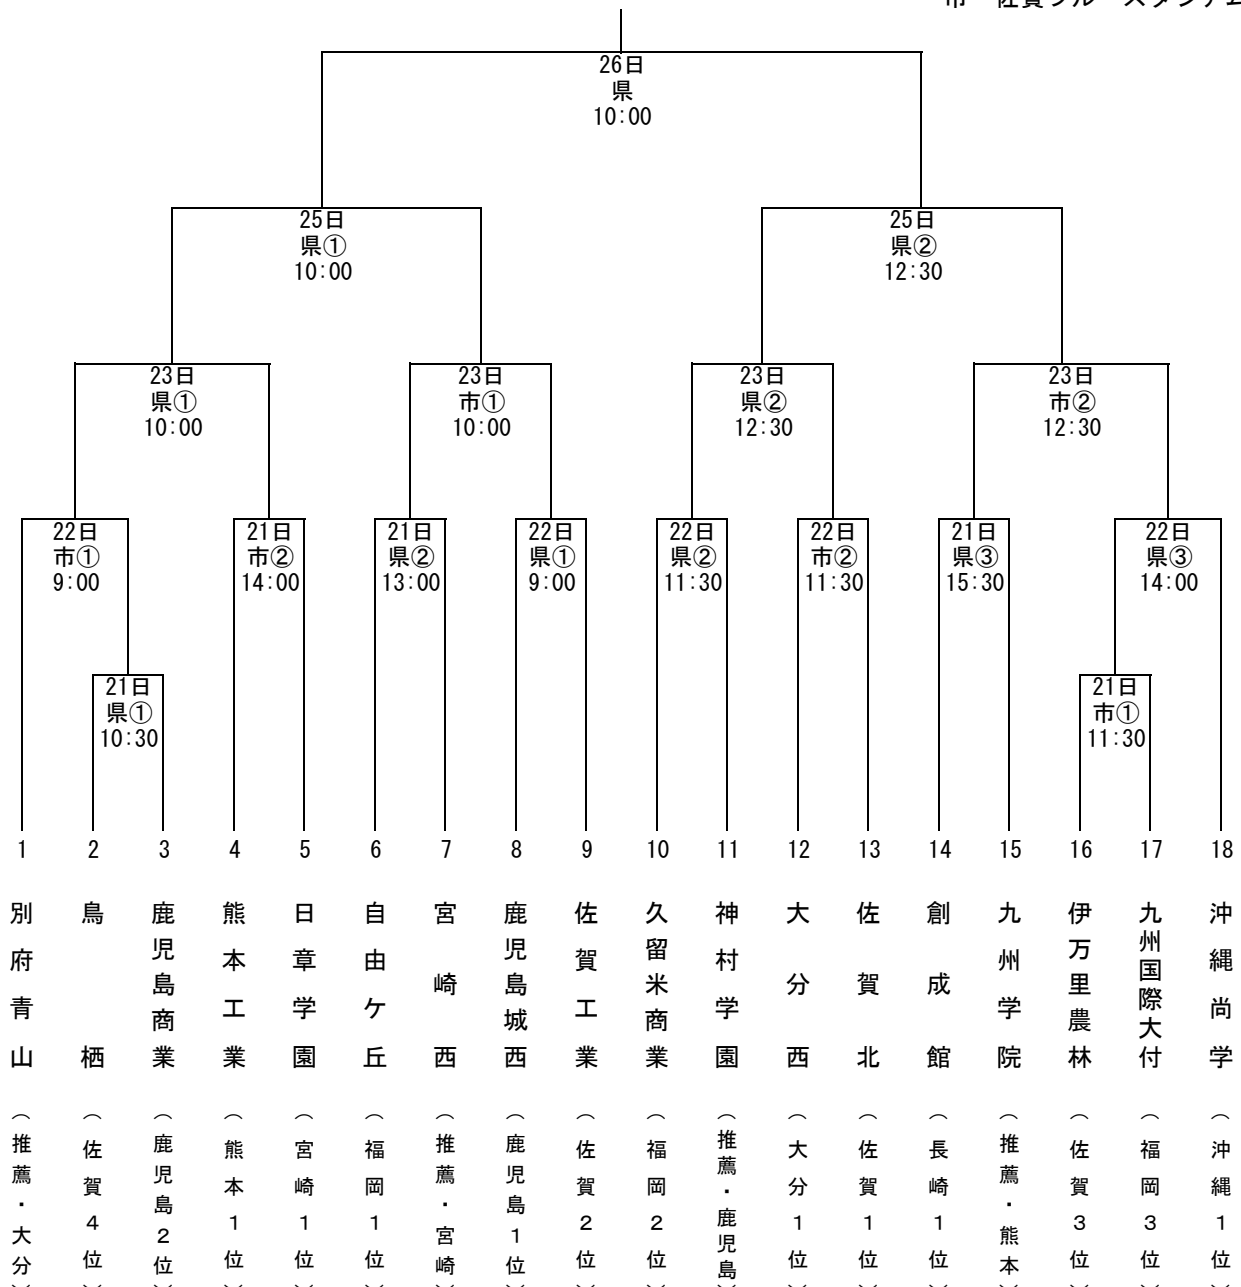 26日
県
10:00
25日
県①
10:00
25日
県②
12:30
23日
県①
10:00
23日
市①
10:00
23日
県②
12:30
23日
市②
12:30
22日
市①
9:00
21日
市②
14:00
21日
県②
13:00
22日
県①
9:00
22日
県②
11:30
22日
市②
11:30
21日
県③
15:30
22日
県③
14:00
21日
県①
10:30
21日
市①
11:30
1
2
3
4
5
6
7
8
9
10
11
12
13
14
15
16
17
18
別府青山
鳥栖
鹿児島商業
熊本工業
日章学園
自由ケ丘
宮崎西
鹿児島城西
佐賀工業
久留米商業
神村学園
大分西
佐賀北
創成館
九州学院
伊万里農林
九州国際大付
沖縄尚学
（推薦・大分）
（佐賀4位）
（鹿児島2位）
（熊本1位）
（宮崎1位）
（福岡1位）
（推薦・宮崎）
（鹿児島1位）
（佐賀2位）
（福岡2位）
（推薦・鹿児島）
（大分1位）
（佐賀1位）
（長崎1位）
（推薦・熊本）
（佐賀3位）
（福岡3位）
（沖縄1位）